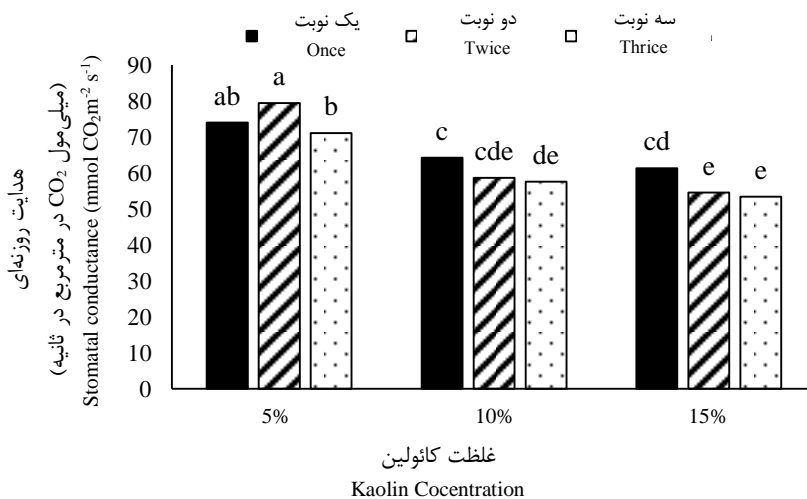 یک نوبت
Once
دو نوبت
Twice
سه نوبت
Thrice
هدایت روزنه‌ای
(میلی‌مول CO₂ در مترمربع در ثانیه)
Stomatal conductance (mmol CO₂m⁻² s⁻¹)
90
80
70
60
50
40
30
20
10
0
ab
a
b
c
cde
de
cd
e
e
5%
10%
15%
غلظت کائولین
Kaolin Cocentration